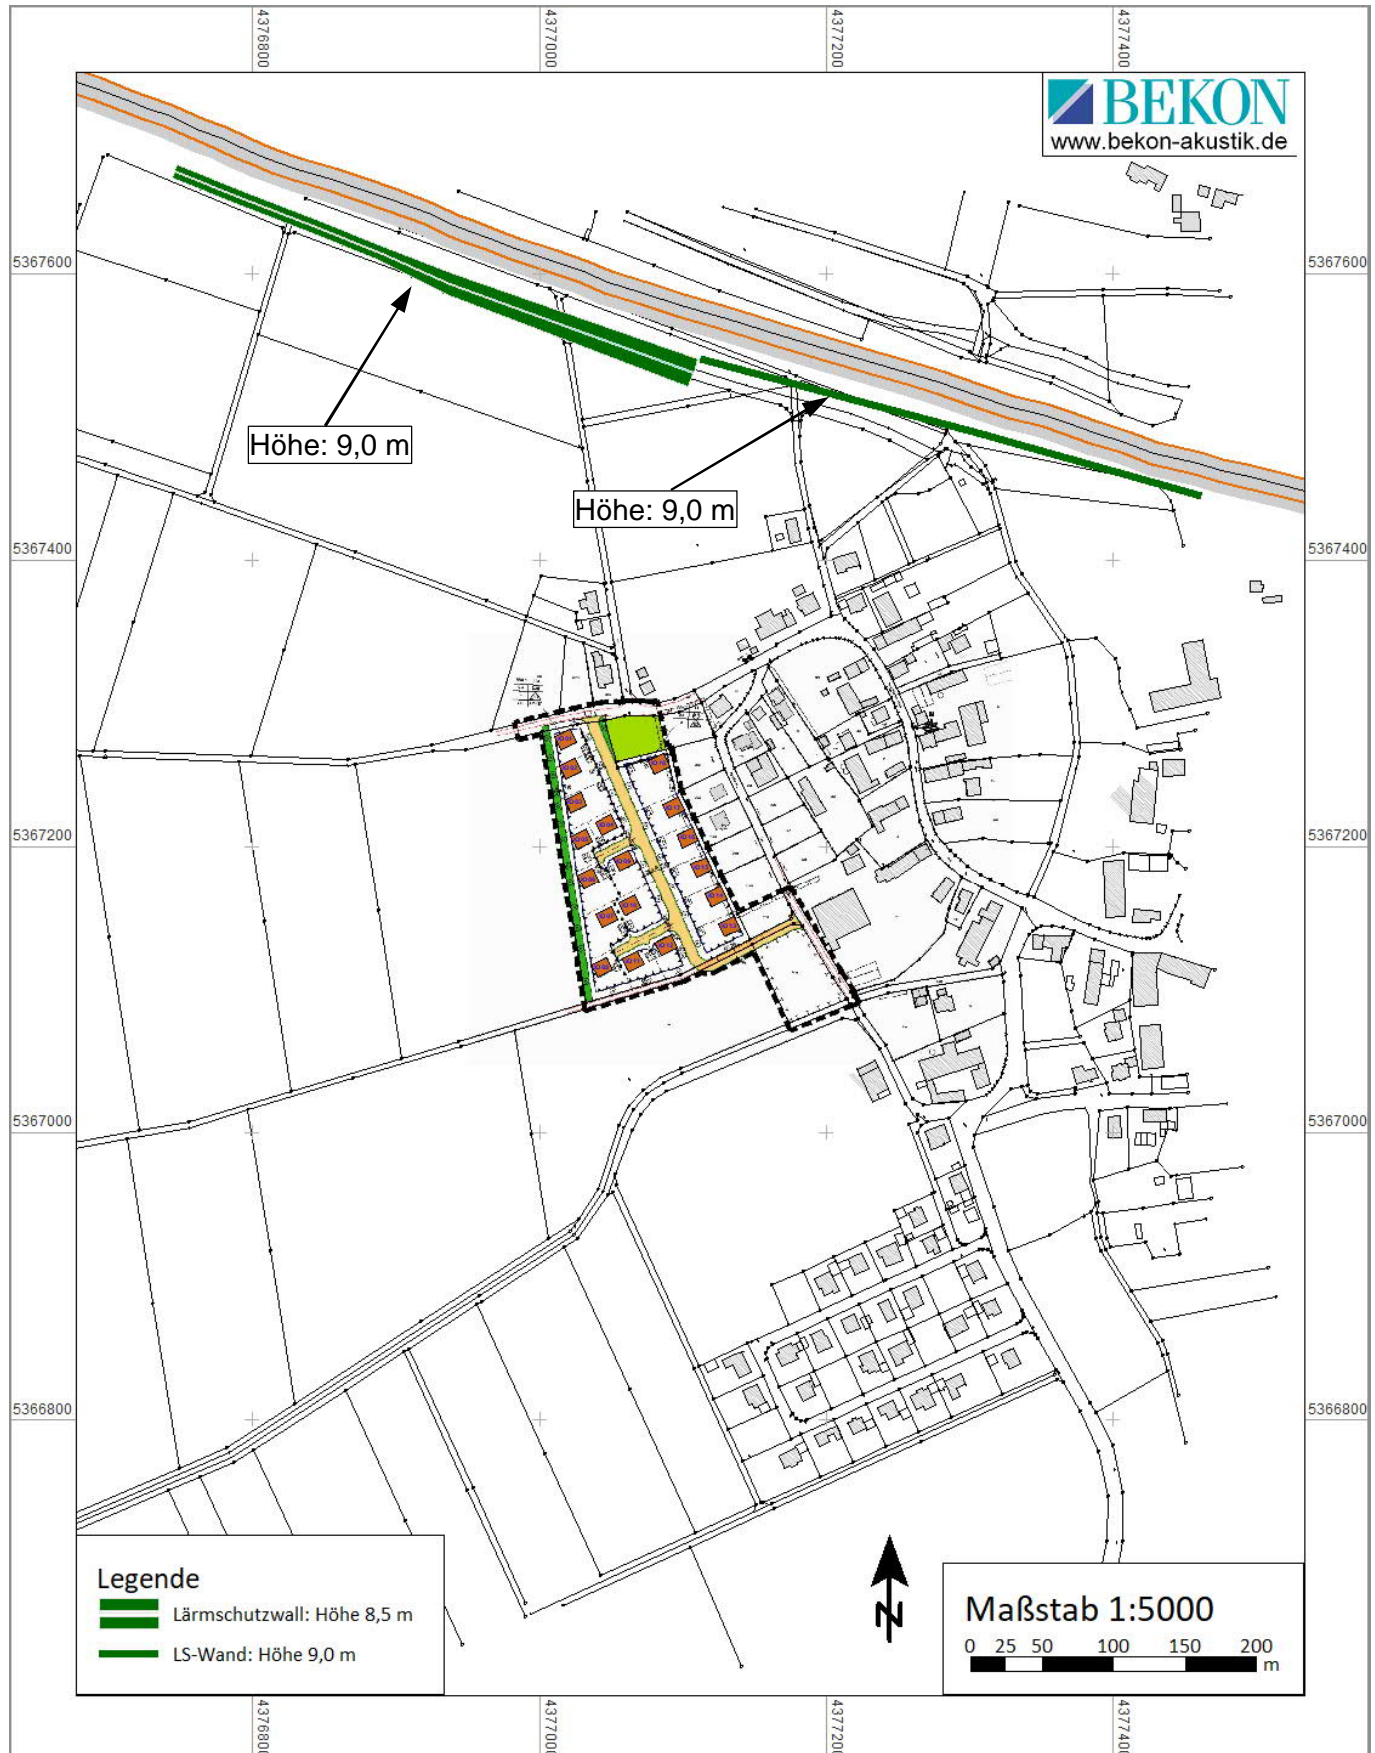 4376800
4377000
4377200
4377400
BEKON
www.bekon-akustik.de
5367600
5367600
Höhe: 9,0 m
Höhe: 9,0 m
5367400
5367400
5367200
5367200
5367000
5367000
5366800
5366800
Legende
Lärmschutzwall: Höhe 8,5 m
LS-Wand: Höhe 9,0 m
N
Maßstab 1:5000
0 25 50 100 150 200
m
4376800
4377000
4377200
4377400